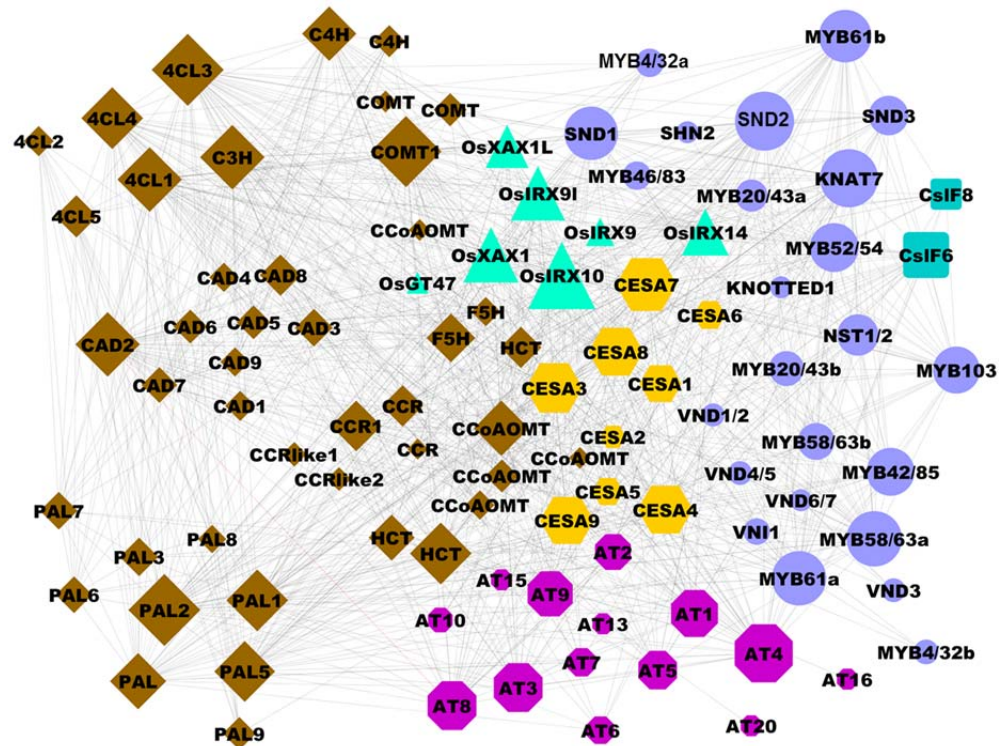 C4H
C4H
MYB61b
4CL3
MYB4/32a
COMT
COMT
4CL4
SND1
SHN2
SND2
SND3
4CL2
C3H
COMT1
OsXAX1L
4CL1
OsIRX9l
MYB46/83
MYB20/43a
KNAT7
CsIF8
4CL5
CCoAOMT
OsIRX9
OsIRX14
MYB52/54
CsIF6
OsXAX1
CAD4
CAD8
OsGT47
OsIRX10
CESA7
KNOTTED1
F5H
CESA6
CAD6
CAD5
CAD3
F5H
HCT
CAD2
CESA8
NST1/2
CAD9
CAD7
CESA3
CESA1
MYB20/43b
MYB103
CAD1
CCR
VND1/2
CCR1
CCoAOMT
CESA2
MYB58/63b
CCRlike1
CCR
CCoAOMT
CCRlike2
CCoAOMT
VND4/5
MYB42/85
CESA5
VND6/7
PAL7
CCoAOMT
CESA9
CESA4
PAL8
HCT
VNI1
MYB58/63a
PAL3
HCT
AT2
PAL6
AT15
MYB61a
VND3
PAL2
PAL1
AT9
AT10
AT13
AT1
PAL
PAL5
AT7
AT5
AT4
MYB4/32b
AT8
AT3
AT16
PAL9
AT6
AT20